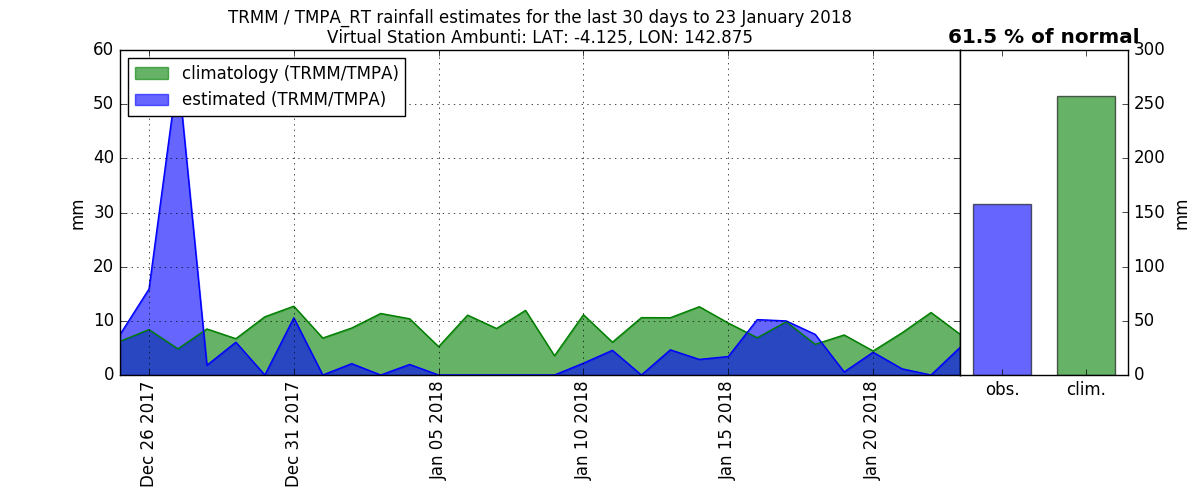 TRMM / TMPA_RT rainfall estimates for the last 30 days to 23 January 2018
Virtual Station Ambunti: LAT: -4.125, LON: 142.875
61.5 % of normal
climatology (TRMM/TMPA)
estimated (TRMM/TMPA)
mm
60
50
40
30
20
10
0
Dec 26 2017
Dec 31 2017
Jan 05 2018
Jan 10 2018
Jan 15 2018
Jan 20 2018
obs.
clim.
300
250
200
150
100
50
0
mm